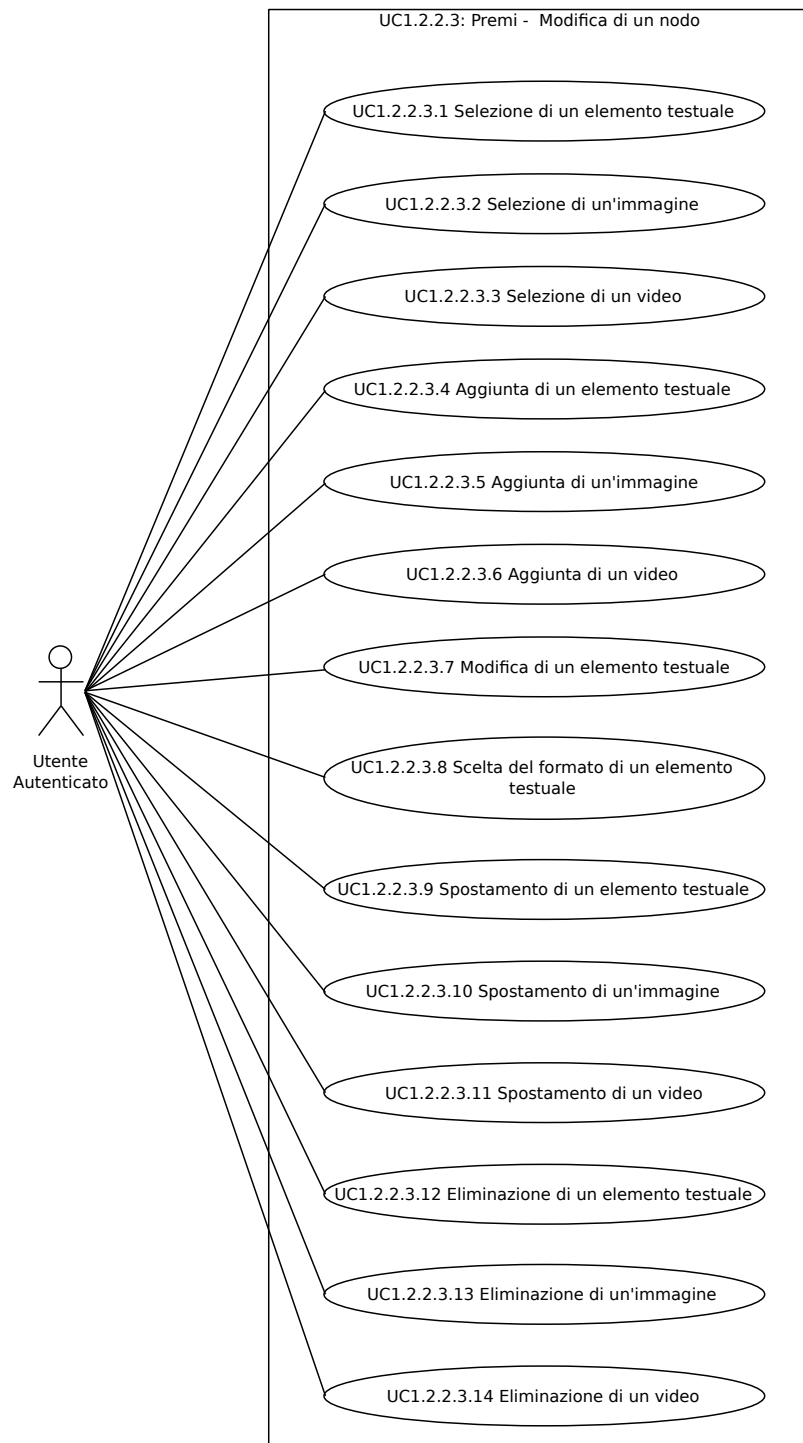 UC1.2.2.3: Premi -  Modifica di un nodo
UC1.2.2.3.1 Selezione di un elemento testuale
UC1.2.2.3.2 Selezione di un'immagine
UC1.2.2.3.3 Selezione di un video
UC1.2.2.3.4 Aggiunta di un elemento testuale
UC1.2.2.3.5 Aggiunta di un'immagine
UC1.2.2.3.6 Aggiunta di un video
UC1.2.2.3.7 Modifica di un elemento testuale
Utente
Autenticato
UC1.2.2.3.8 Scelta del formato di un elemento
testuale
UC1.2.2.3.9 Spostamento di un elemento testuale
UC1.2.2.3.10 Spostamento di un'immagine
UC1.2.2.3.11 Spostamento di un video
UC1.2.2.3.12 Eliminazione di un elemento testuale
UC1.2.2.3.13 Eliminazione di un'immagine
UC1.2.2.3.14 Eliminazione di un video